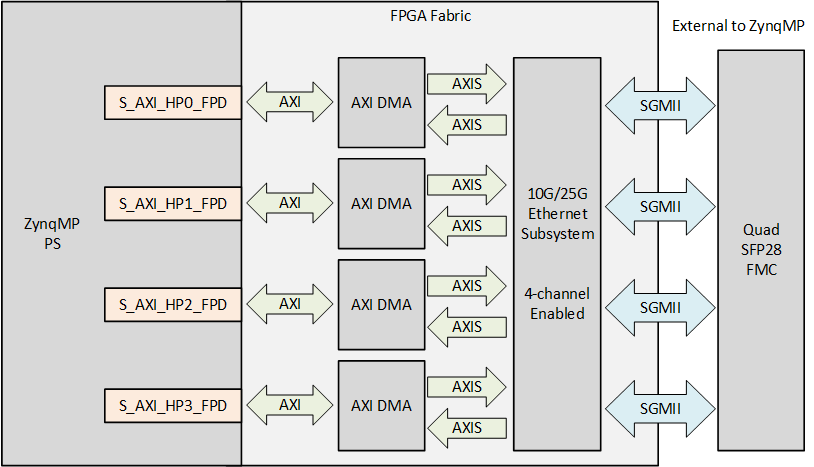 FPGA Fabric
External to ZynqMP
S_AXI_HP0_FPD
AXI
AXI DMA
AXIS
AXIS
SGMII
S_AXI_HP1_FPD
AXI
AXI DMA
AXIS
AXIS
SGMII
ZynqMP
PS
10G/25G
Ethernet
Subsystem
4-channel
Enabled
Quad
SFP28
FMC
S_AXI_HP2_FPD
AXI
AXI DMA
AXIS
AXIS
SGMII
S_AXI_HP3_FPD
AXI
AXI DMA
AXIS
AXIS
SGMII